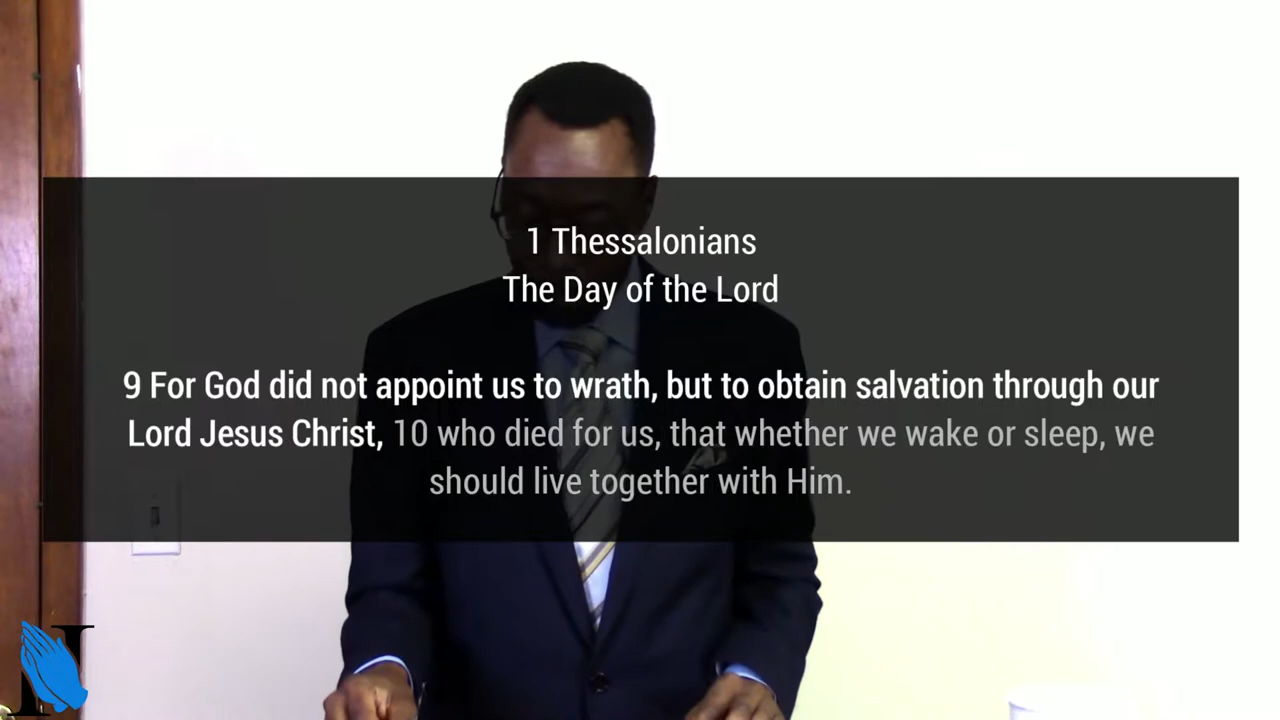 1 Thessalonians
The Day of the Lord
9 For God did not appoint us to wrath, but to obtain salvation through our
Lord Jesus Christ, 10 who died for us, that whether we wake or sleep, we
should live together with Him.
N